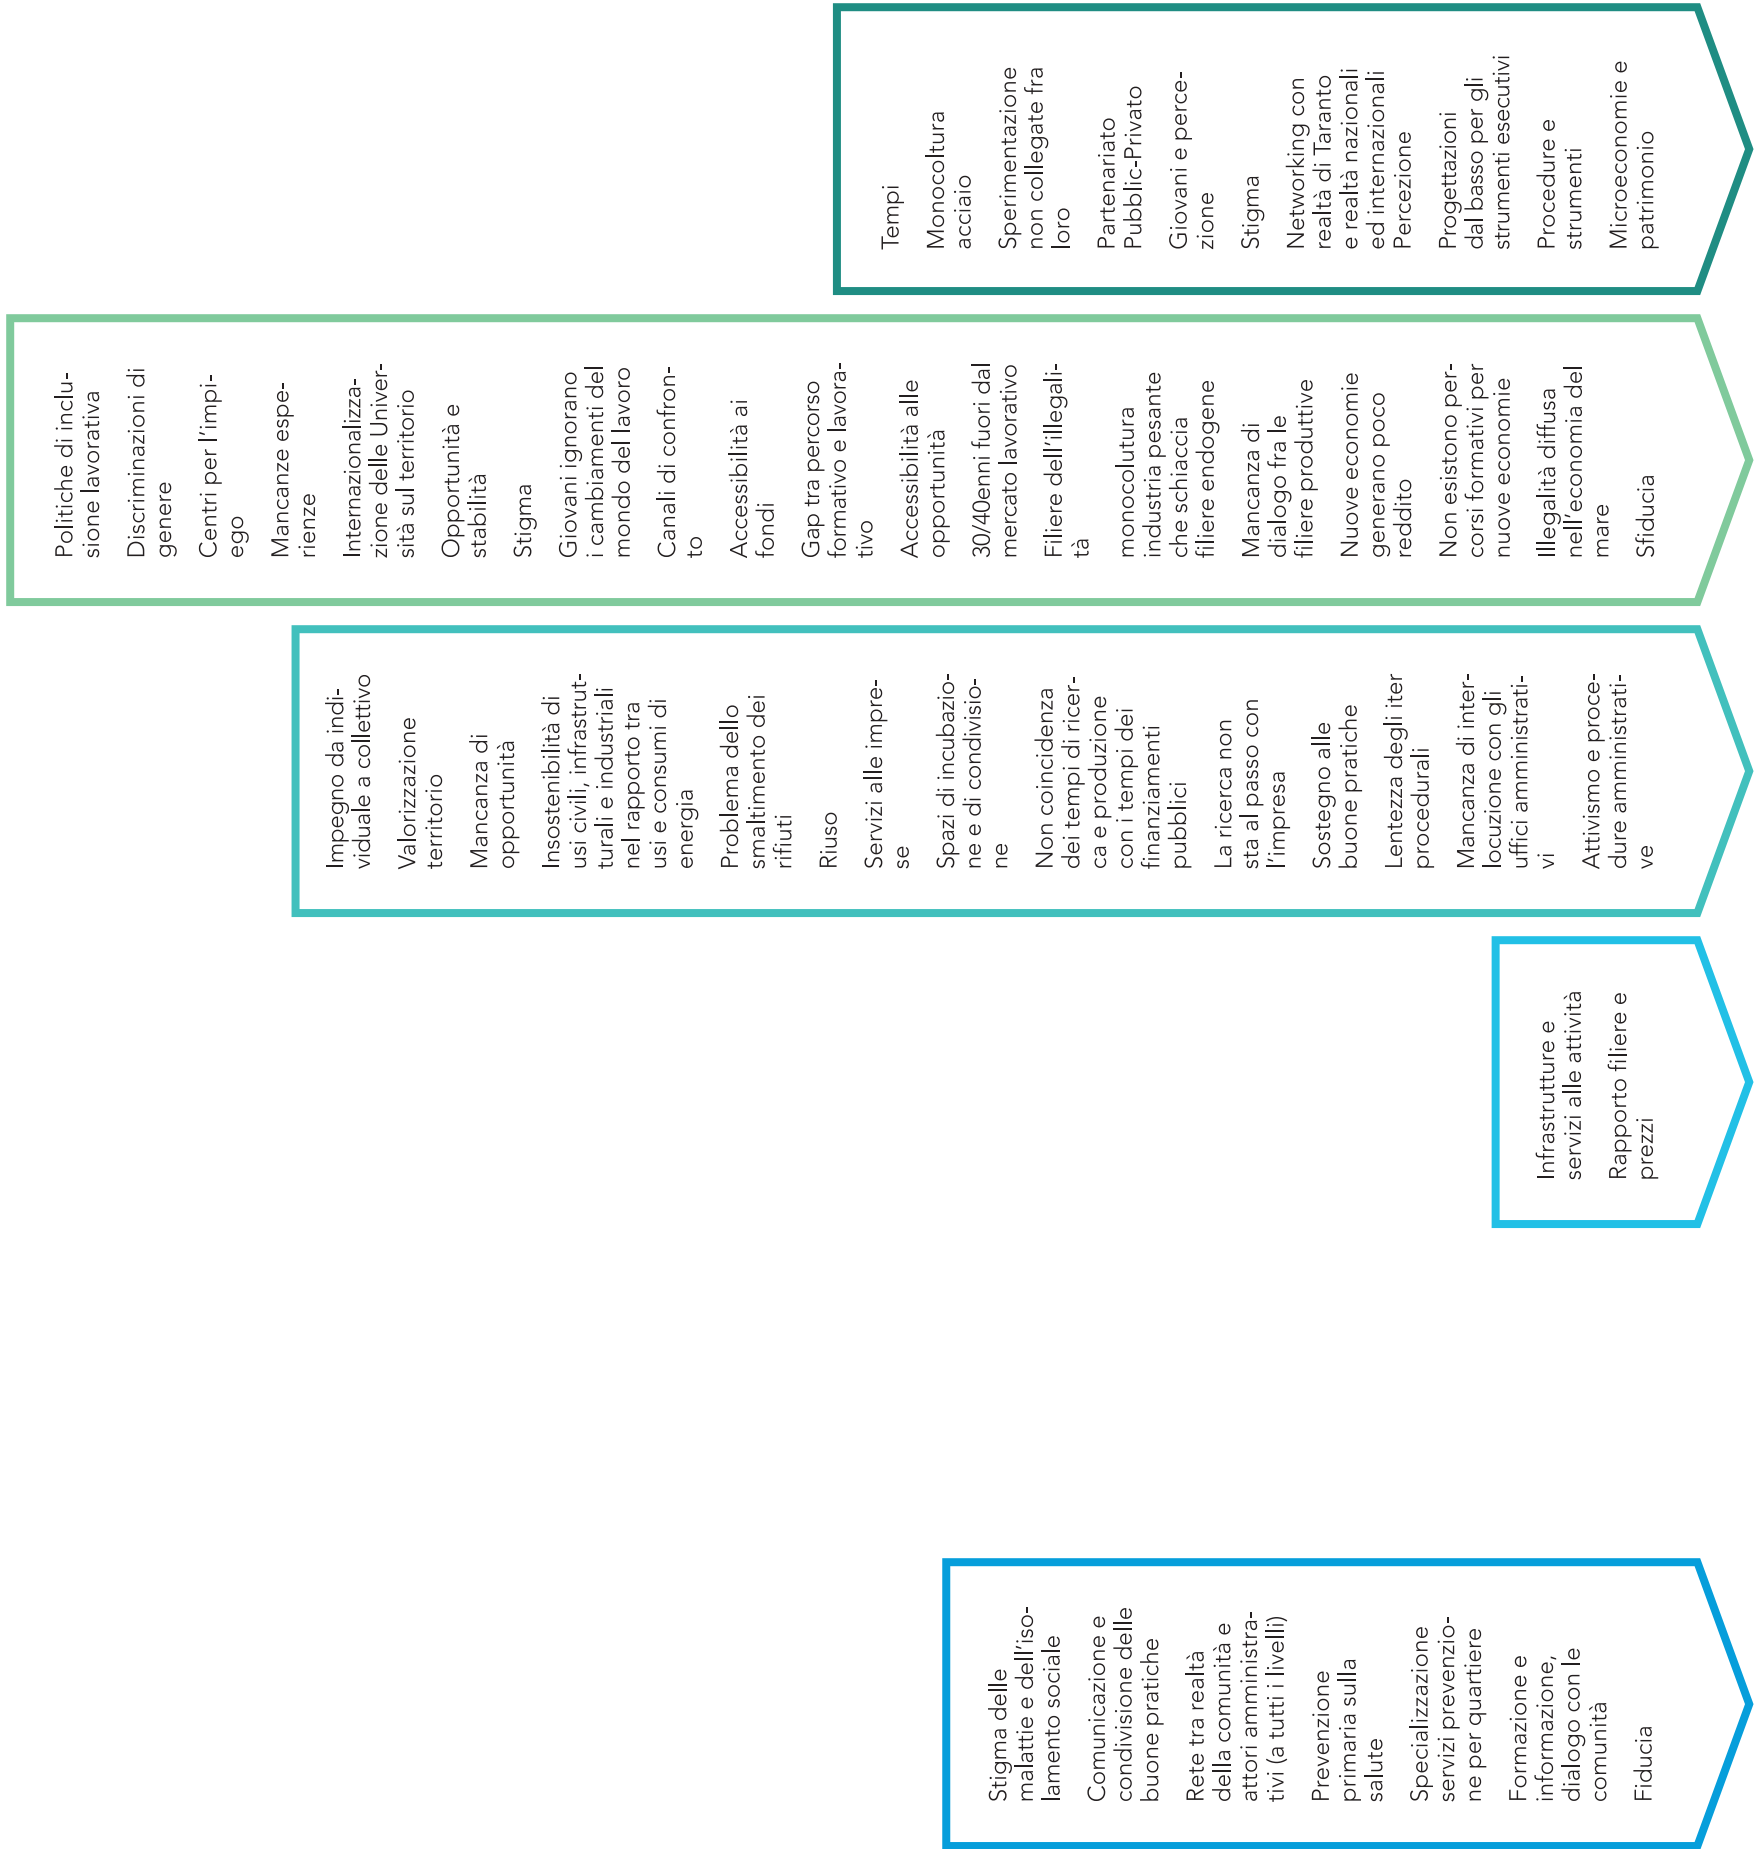 Stigma delle
malattie e dell'iso-
lamento sociale
Comunicazione e
condivisione delle
buone pratiche
Rete tra realtà
della comunità e
attori amministra-
tivi (a tutti i livelli)
Prevenzione
primaria sulla
salute
Specializzazione
servizi prevenzio-
ne per quartiere
Formazione e
informazione,
dialogo con le
comunità
Fiducia
Infrastrutture e
servizi alle attività
Rapporto filiere e
prezzi
Impegno da indi-
viduale a collettivo
Valorizzazione
territorio
Mancanza di
opportunità
Insostenibilità di
usi civili, infrastrut-
turali e industriali
nel rapporto tra
usi e consumi di
energia
Problema dello
smaltimento dei
rifiuti
Riuso
Servizi alle impre-
se
Spazi di incubazio-
ne e di condivisio-
ne
Non coincidenza
dei tempi di ricer-
ca e produzione
con i tempi dei
finanziamenti
pubblici
La ricerca non
sta al passo con
l'impresa
Sostegno alle
buone pratiche
Lentezza degli iter
procedurali
Mancanza di inter-
locuzione con gli
uffici amministrati-
vi
Attivismo e proce-
dure amministrati-
ve
Politiche di inclu-
sione lavorativa
Discriminazioni di
genere
Centri per l'impi-
ego
Mancanze espe-
rienze
Internazionalizza-
zione delle Univer-
sità sul territorio
Opportunità e
stabilità
Stigma
Giovani ignorano
i cambiamenti del
mondo del lavoro
Canali di confron-
to
Accessibilità ai
fondi
Gap tra percorso
formativo e lavora-
tivo
Accessibilità alle
opportunità
30/40enni fuori dal
mercato lavorativo
Filiere dell'illegali-
tà
monocolutura
industria pesante
che schiaccia
filiere endogene
Mancanza di
dialogo fra le
filiere produttive
Nuove economie
generano poco
reddito
Non esistono per-
corsi formativi per
nuove economie
Illegalità diffusa
nell'economia del
mare
Sfiducia
Tempi
Monocoltura
acciaio
Sperimentazione
non collegate fra
loro
Partenariato
Pubblic-Privato
Giovani e perce-
zione
Stigma
Networking con
realtà di Taranto
e realtà nazionali
ed internazionali
Percezione
Progettazioni
dal basso per gli
strumenti esecutivi
Procedure e
strumenti
Microeconomie e
patrimonio